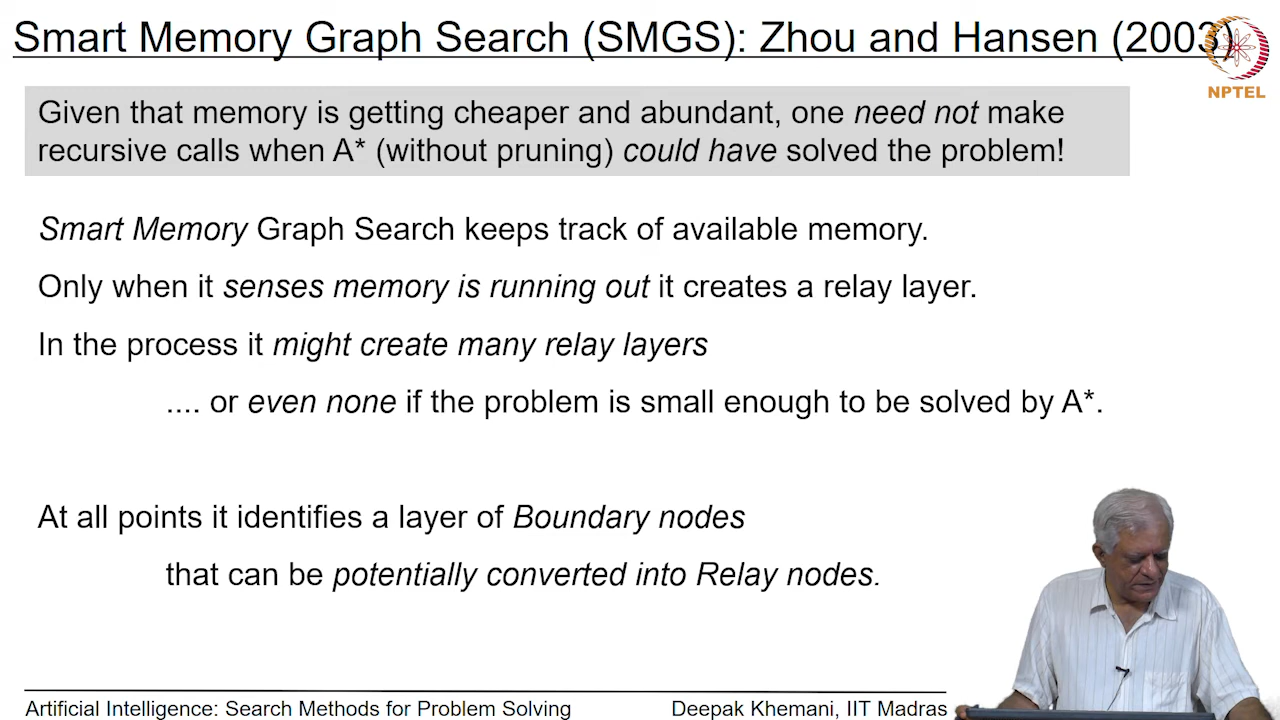 Smart Memory Graph Search (SMGS): Zhou and Hansen (2003)
NPTEL
Given that memory is getting cheaper and abundant, one need not make
recursive calls when A* (without pruning) could have solved the problem!
Smart Memory Graph Search keeps track of available memory.
Only when it senses memory is running out it creates a relay layer.
In the process it might create many relay layers
.... or even none if the problem is small enough to be solved by A*.
At all points it identifies a layer of Boundary nodes
that can be potentially converted into Relay nodes.
Artificial Intelligence: Search Methods for Problem Solving
Deepak Khemani, IIT Madras